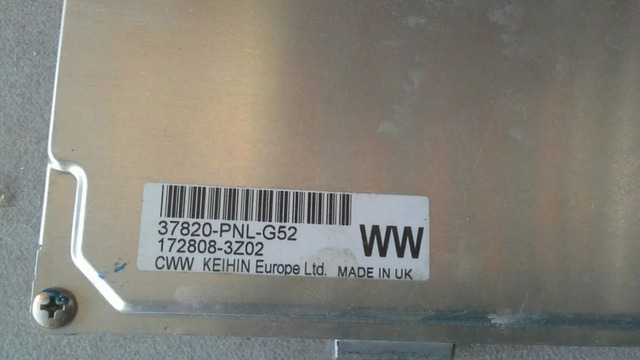 37820-PNL-G52
172808-3Z02
WW
CWW KEIHIN Europe Ltd. MADE IN UK